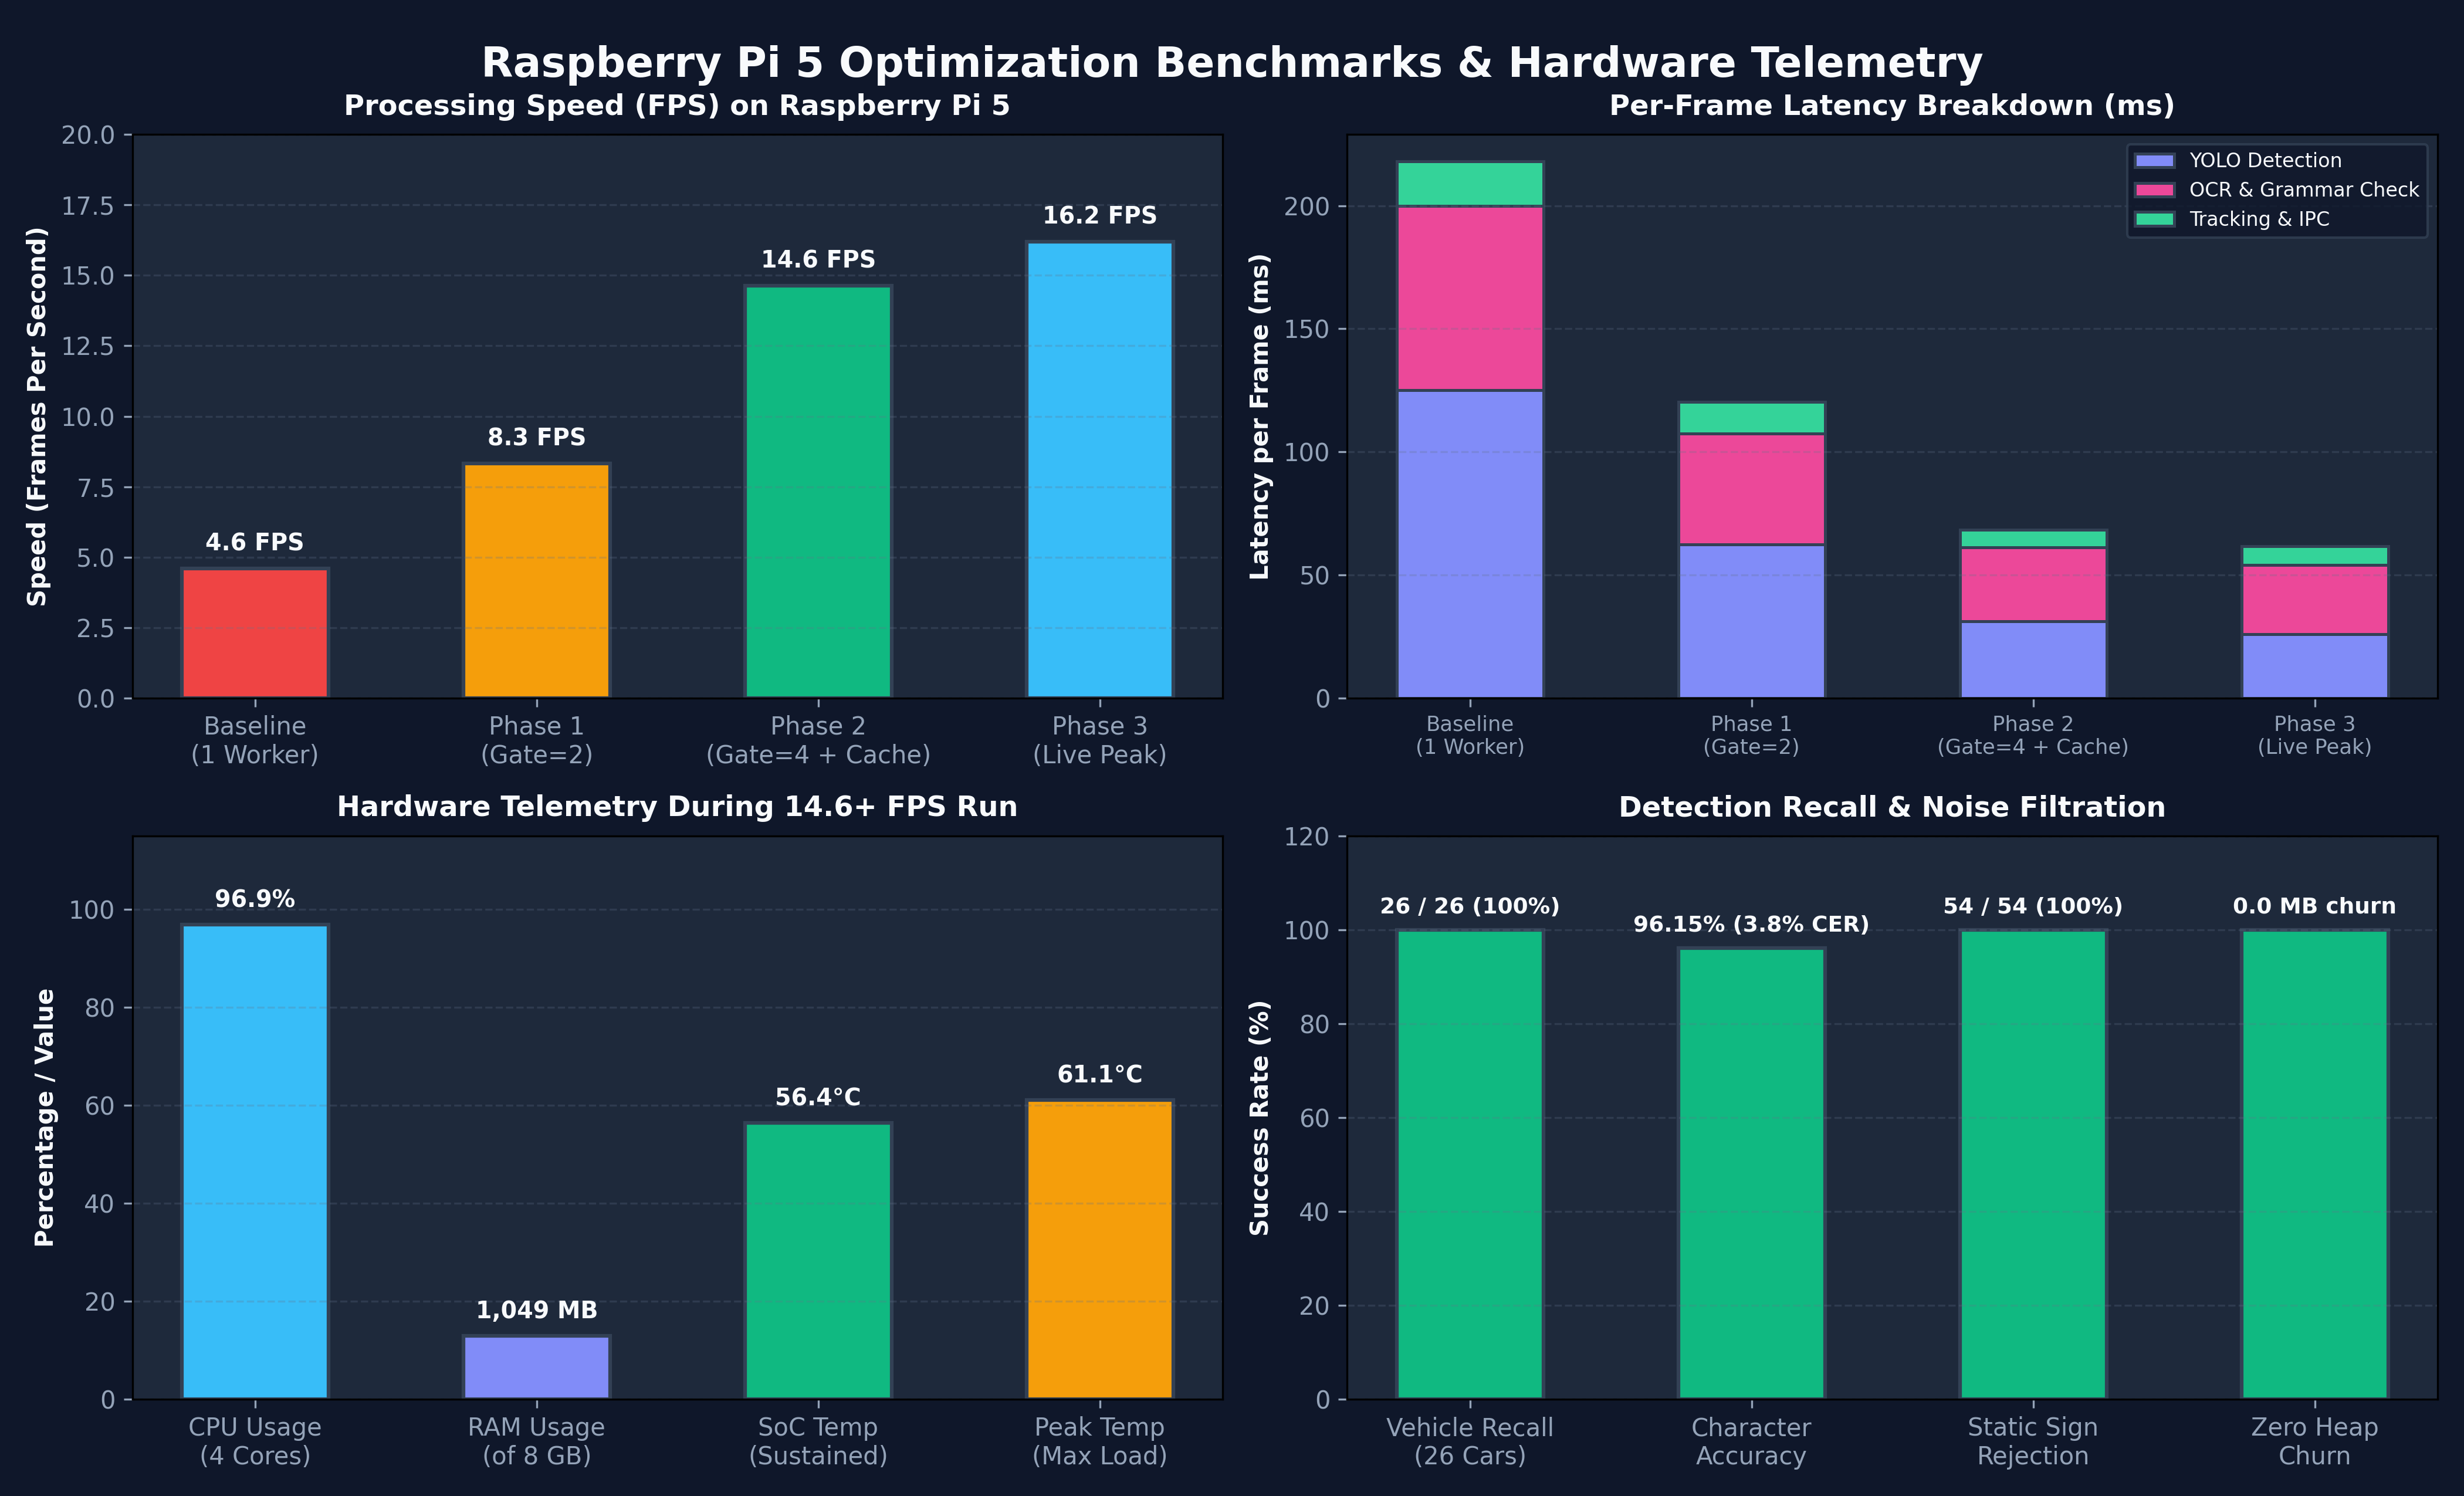 Raspberry Pi 5 Optimization Benchmarks & Hardware Telemetry
Processing Speed (FPS) on Raspberry Pi 5
Speed (Frames Per Second)
20.0
17.5
15.0
12.5
10.0
7.5
5.0
2.5
0.0
4.6 FPS
8.3 FPS
14.6 FPS
16.2 FPS
Baseline
(1 Worker)
Phase 1
(Gate=2)
Phase 2
(Gate=4 + Cache)
Phase 3
(Live Peak)
Per-Frame Latency Breakdown (ms)
Latency per Frame (ms)
200
150
100
50
0
YOLO Detection
OCR & Grammar Check
Tracking & IPC
Baseline
(1 Worker)
Phase 1
(Gate=2)
Phase 2
(Gate=4 + Cache)
Phase 3
(Live Peak)
Hardware Telemetry During 14.6+ FPS Run
Percentage / Value
100
80
60
40
20
0
96.9%
1,049 MB
56.4°C
61.1°C
CPU Usage
(4 Cores)
RAM Usage
(of 8 GB)
SoC Temp
(Sustained)
Peak Temp
(Max Load)
Detection Recall & Noise Filtration
Success Rate (%)
120
100
80
60
40
20
0
26 / 26 (100%)
96.15% (3.8% CER)
54 / 54 (100%)
0.0 MB churn
Vehicle Recall
(26 Cars)
Character
Accuracy
Static Sign
Rejection
Zero Heap
Churn